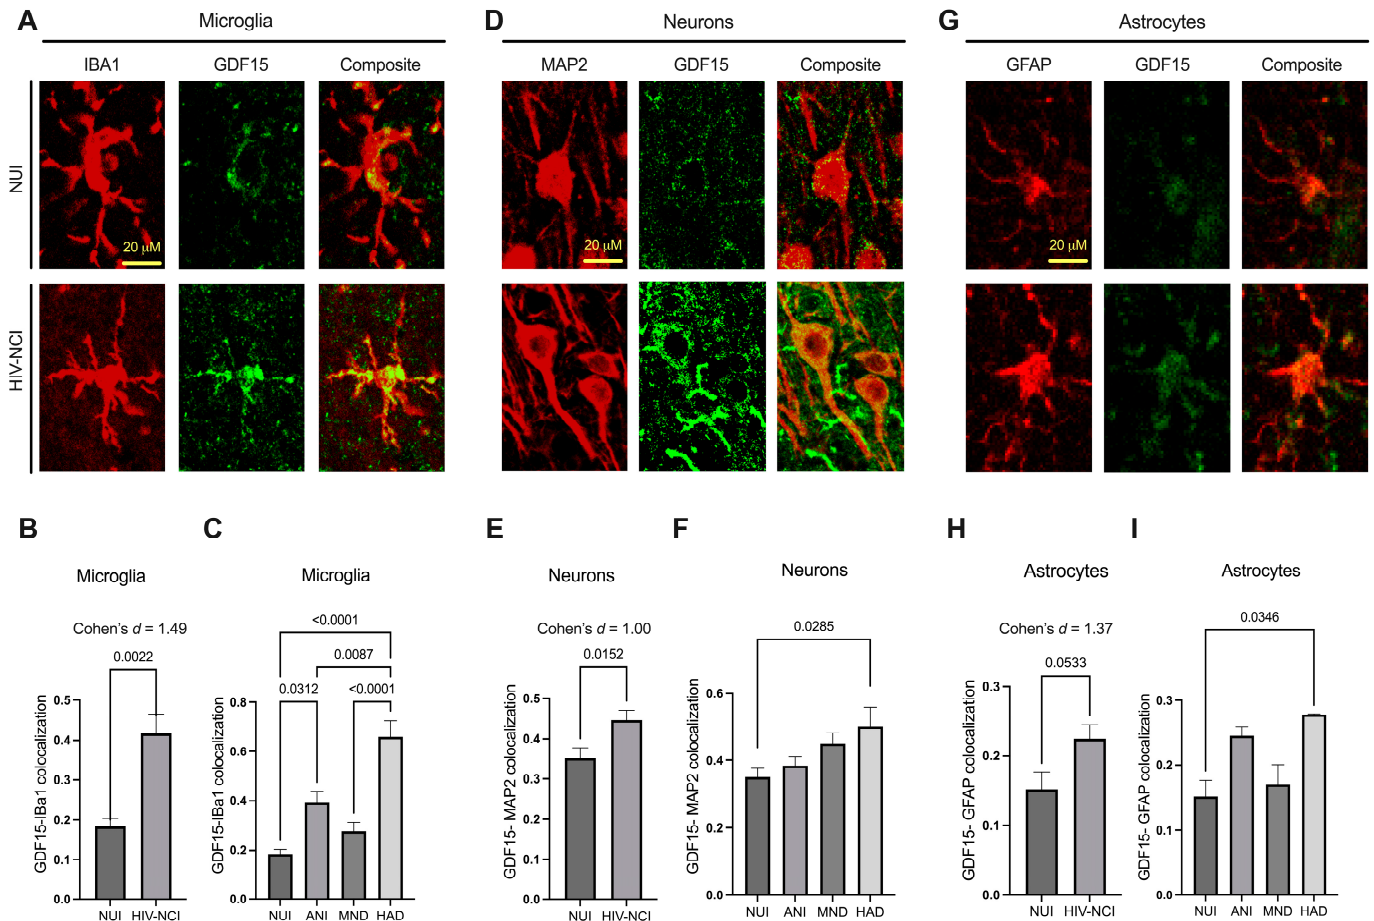 A Microglia
IBA1 GDF15 Composite
NUI
20 µM
HIV-NCI
D Neurons
MAP2 GDF15 Composite
20 µM
G Astrocytes
GFAP GDF15 Composite
20 µM
B
Microglia
Cohen's d = 1.49
0.0022
GDF15-IBa1 colocalization
0.5
0.4
0.3
0.2
0.1
0.0
NUI HIV-NCI
C
Microglia
<0.0001
0.0087
0.0312 <0.0001
GDF15-IBa1 colocalization
0.8
0.6
0.4
0.2
0.0
NUI ANI MND HAD
E
Neurons
Cohen's d = 1.00
0.0152
GDF15- MAP2 colocalization
0.5
0.4
0.3
0.2
0.1
0.0
NUI HIV-NCI
F
Neurons
0.0285
GDF15- MAP2 colocalization
0.6
0.4
0.2
0.0
NUI ANI MND HAD
H
Astrocytes
Cohen's d = 1.37
0.0533
GDF15- GFAP colocalization
0.3
0.2
0.1
0.0
NUI HIV-NCI
I
Astrocytes
0.0346
GDF15- GFAP colocalization
0.3
0.2
0.1
0.0
NUI ANI MND HAD